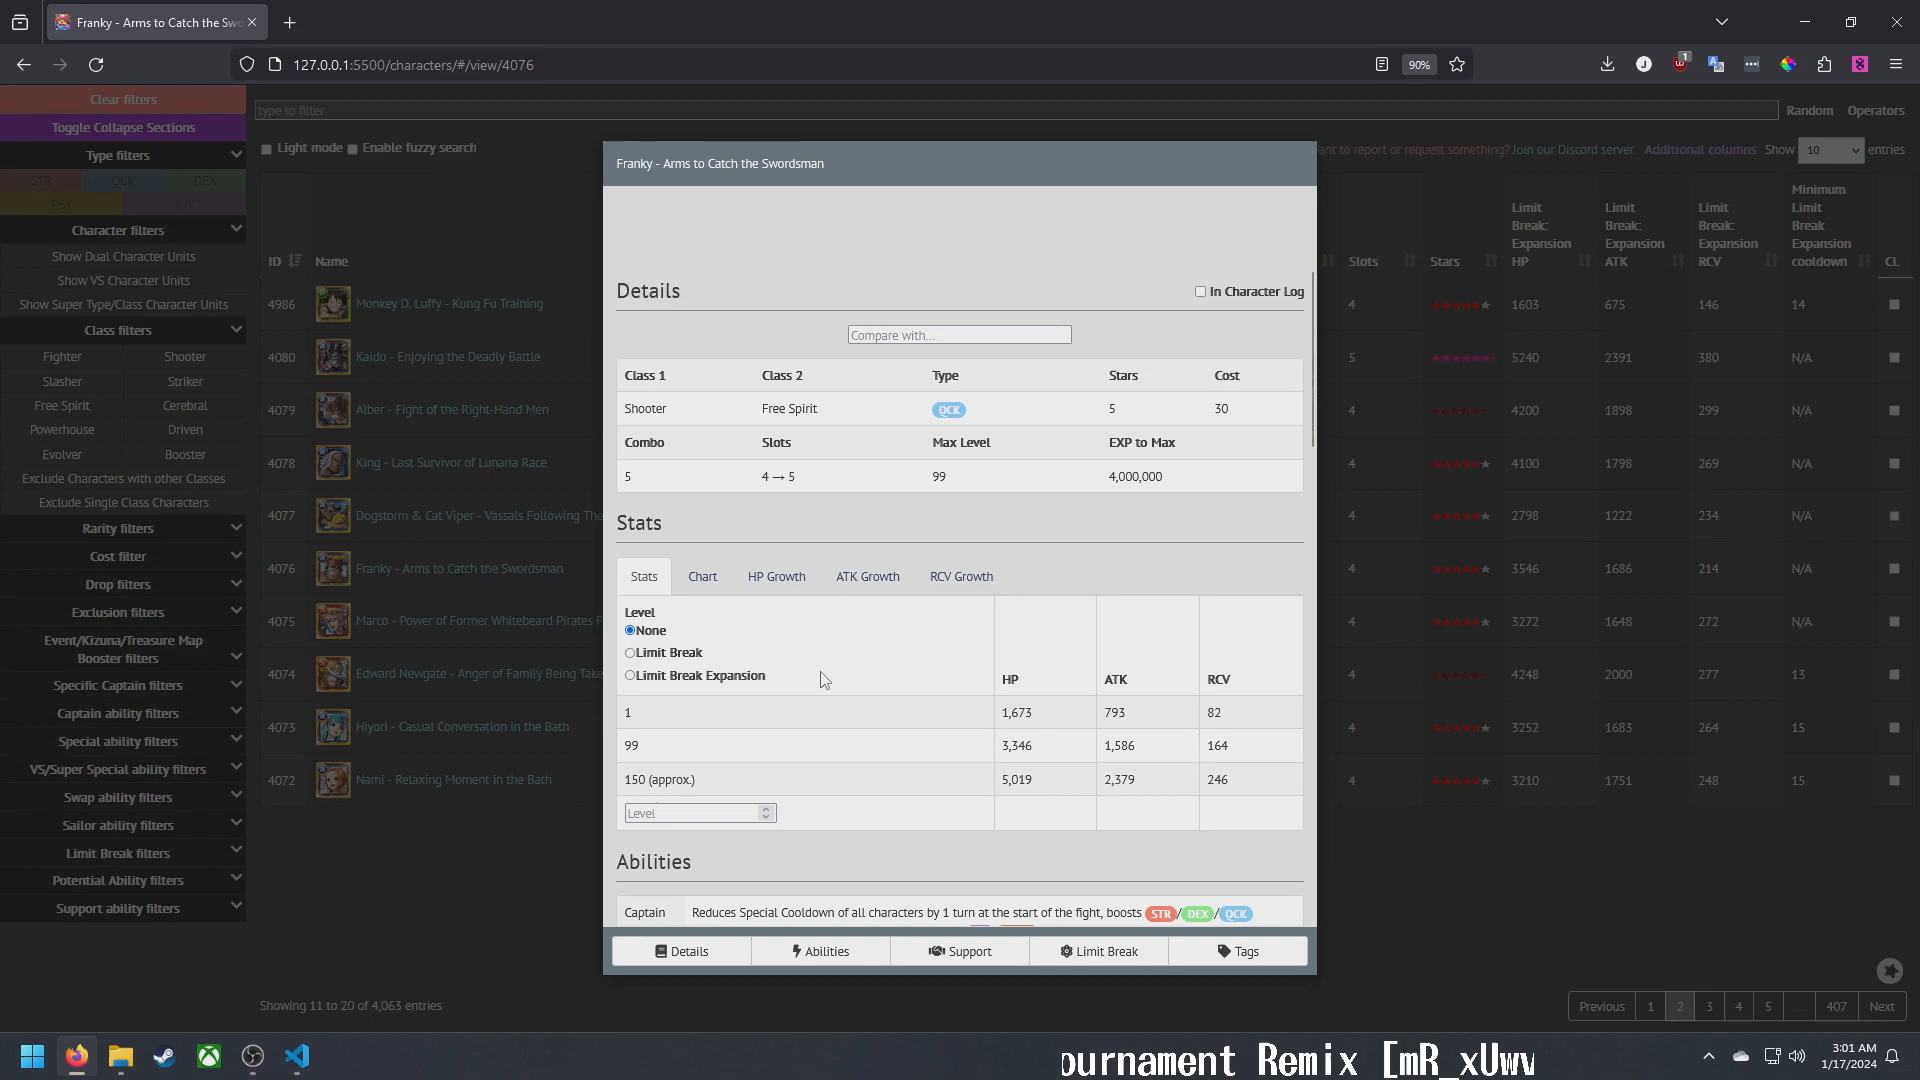 Franky - Arms to Catch the Swo
127.0.0.1:5500/characters/#/view/4076
90%
1
J
Clear filters
Toggle Collapse Sections
Type filters
STR QCK DEX
PSY INT
Character filters
Show Dual Character Units
Show VS Character Units
Show Super Type/Class Character Units
Class filters
Fighter Shooter
Slasher Striker
Free Spirit Cerebral
Powerhouse Driven
Evolver Booster
Exclude Characters with other Classes
Exclude Single Class Characters
Rarity filters
Cost filter
Drop filters
Exclusion filters
Event/Kizuna/Treasure Map
Booster filters
Specific Captain filters
Captain ability filters
Special ability filters
VS/Super Special ability filters
Swap ability filters
Sailor ability filters
Limit Break filters
Potential Ability filters
Support ability filters
type to filter
Random Operators
Light mode Enable fuzzy search
ant to report or request something? Join our Discord server. Additional columns Show 10 entries
ID Name
Slots Stars
Limit
Break:
Expansion
HP
Limit
Break:
Expansion
ATK
Limit
Break:
Expansion
RCV
Minimum
Limit
Break
Expansion
cooldown
CL
4986 Monkey D. Luffy - Kung Fu Training 4 1603 675 146 14
4080 Kaido - Enjoying the Deadly Battle 5 5240 2391 380 N/A
4079 Alber - Fight of the Right-Hand Men 4 4200 1898 299 N/A
4078 King - Last Survivor of Lunaria Race 4 4100 1798 269 N/A
4077 Dogstorm & Cat Viper - Vassals Following The 4 2798 1222 234 N/A
4076 Franky - Arms to Catch the Swordsman 4 3546 1686 214 N/A
4075 Marco - Power of Former Whitebeard Pirates F 4 3272 1648 272 N/A
4074 Edward Newgate - Anger of Family Being Take 4 4248 2000 277 13
4073 Hiyori - Casual Conversation in the Bath 4 3252 1683 264 15
4072 Nami - Relaxing Moment in the Bath 4 3210 1751 248 15
Showing 11 to 20 of 4,063 entries
Previous 1 2 3 4 5 … 407 Next
Franky - Arms to Catch the Swordsman
Details
In Character Log
Compare with...
Class 1 Class 2 Type Stars Cost
Shooter Free Spirit QCK 5 30
Combo Slots Max Level EXP to Max
5 4 → 5 99 4,000,000
Stats
Stats Chart HP Growth ATK Growth RCV Growth
Level
None
Limit Break
Limit Break Expansion
HP ATK RCV
1 1,673 793 82
99 3,346 1,586 164
150 (approx.) 5,019 2,379 246
Level
Abilities
Captain Reduces Special Cooldown of all characters by 1 turn at the start of the fight, boosts STR/DEX/QCK
Details Abilities Support Limit Break Tags
ournament Remix [mR_xUwv
3:01 AM
1/17/2024